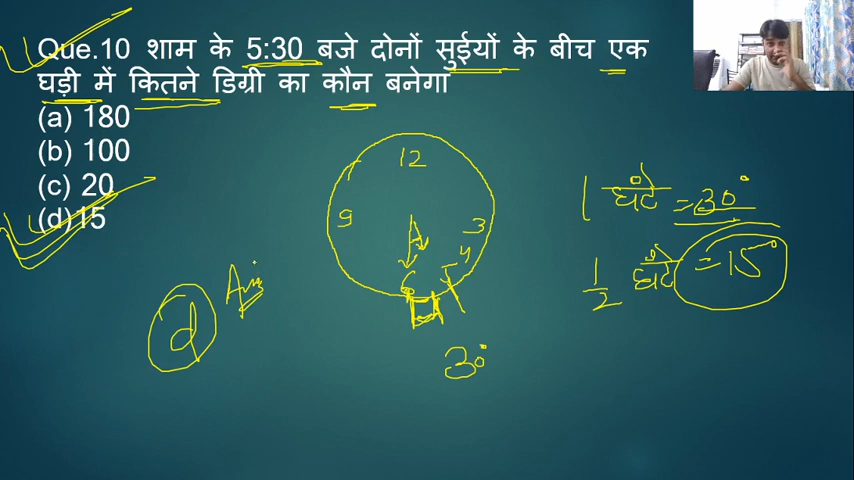 Que.10 शाम के 5:30 बजे दोनों सुईयों के बीच एक
घड़ी में कितने डिग्री का कौन बनेगा
(a) 180
(b) 100
(c) 20
(d)15
12
9
3
4
5
6
30°
1 घंटे =30°
1/2 घंटे =15°
d Ans